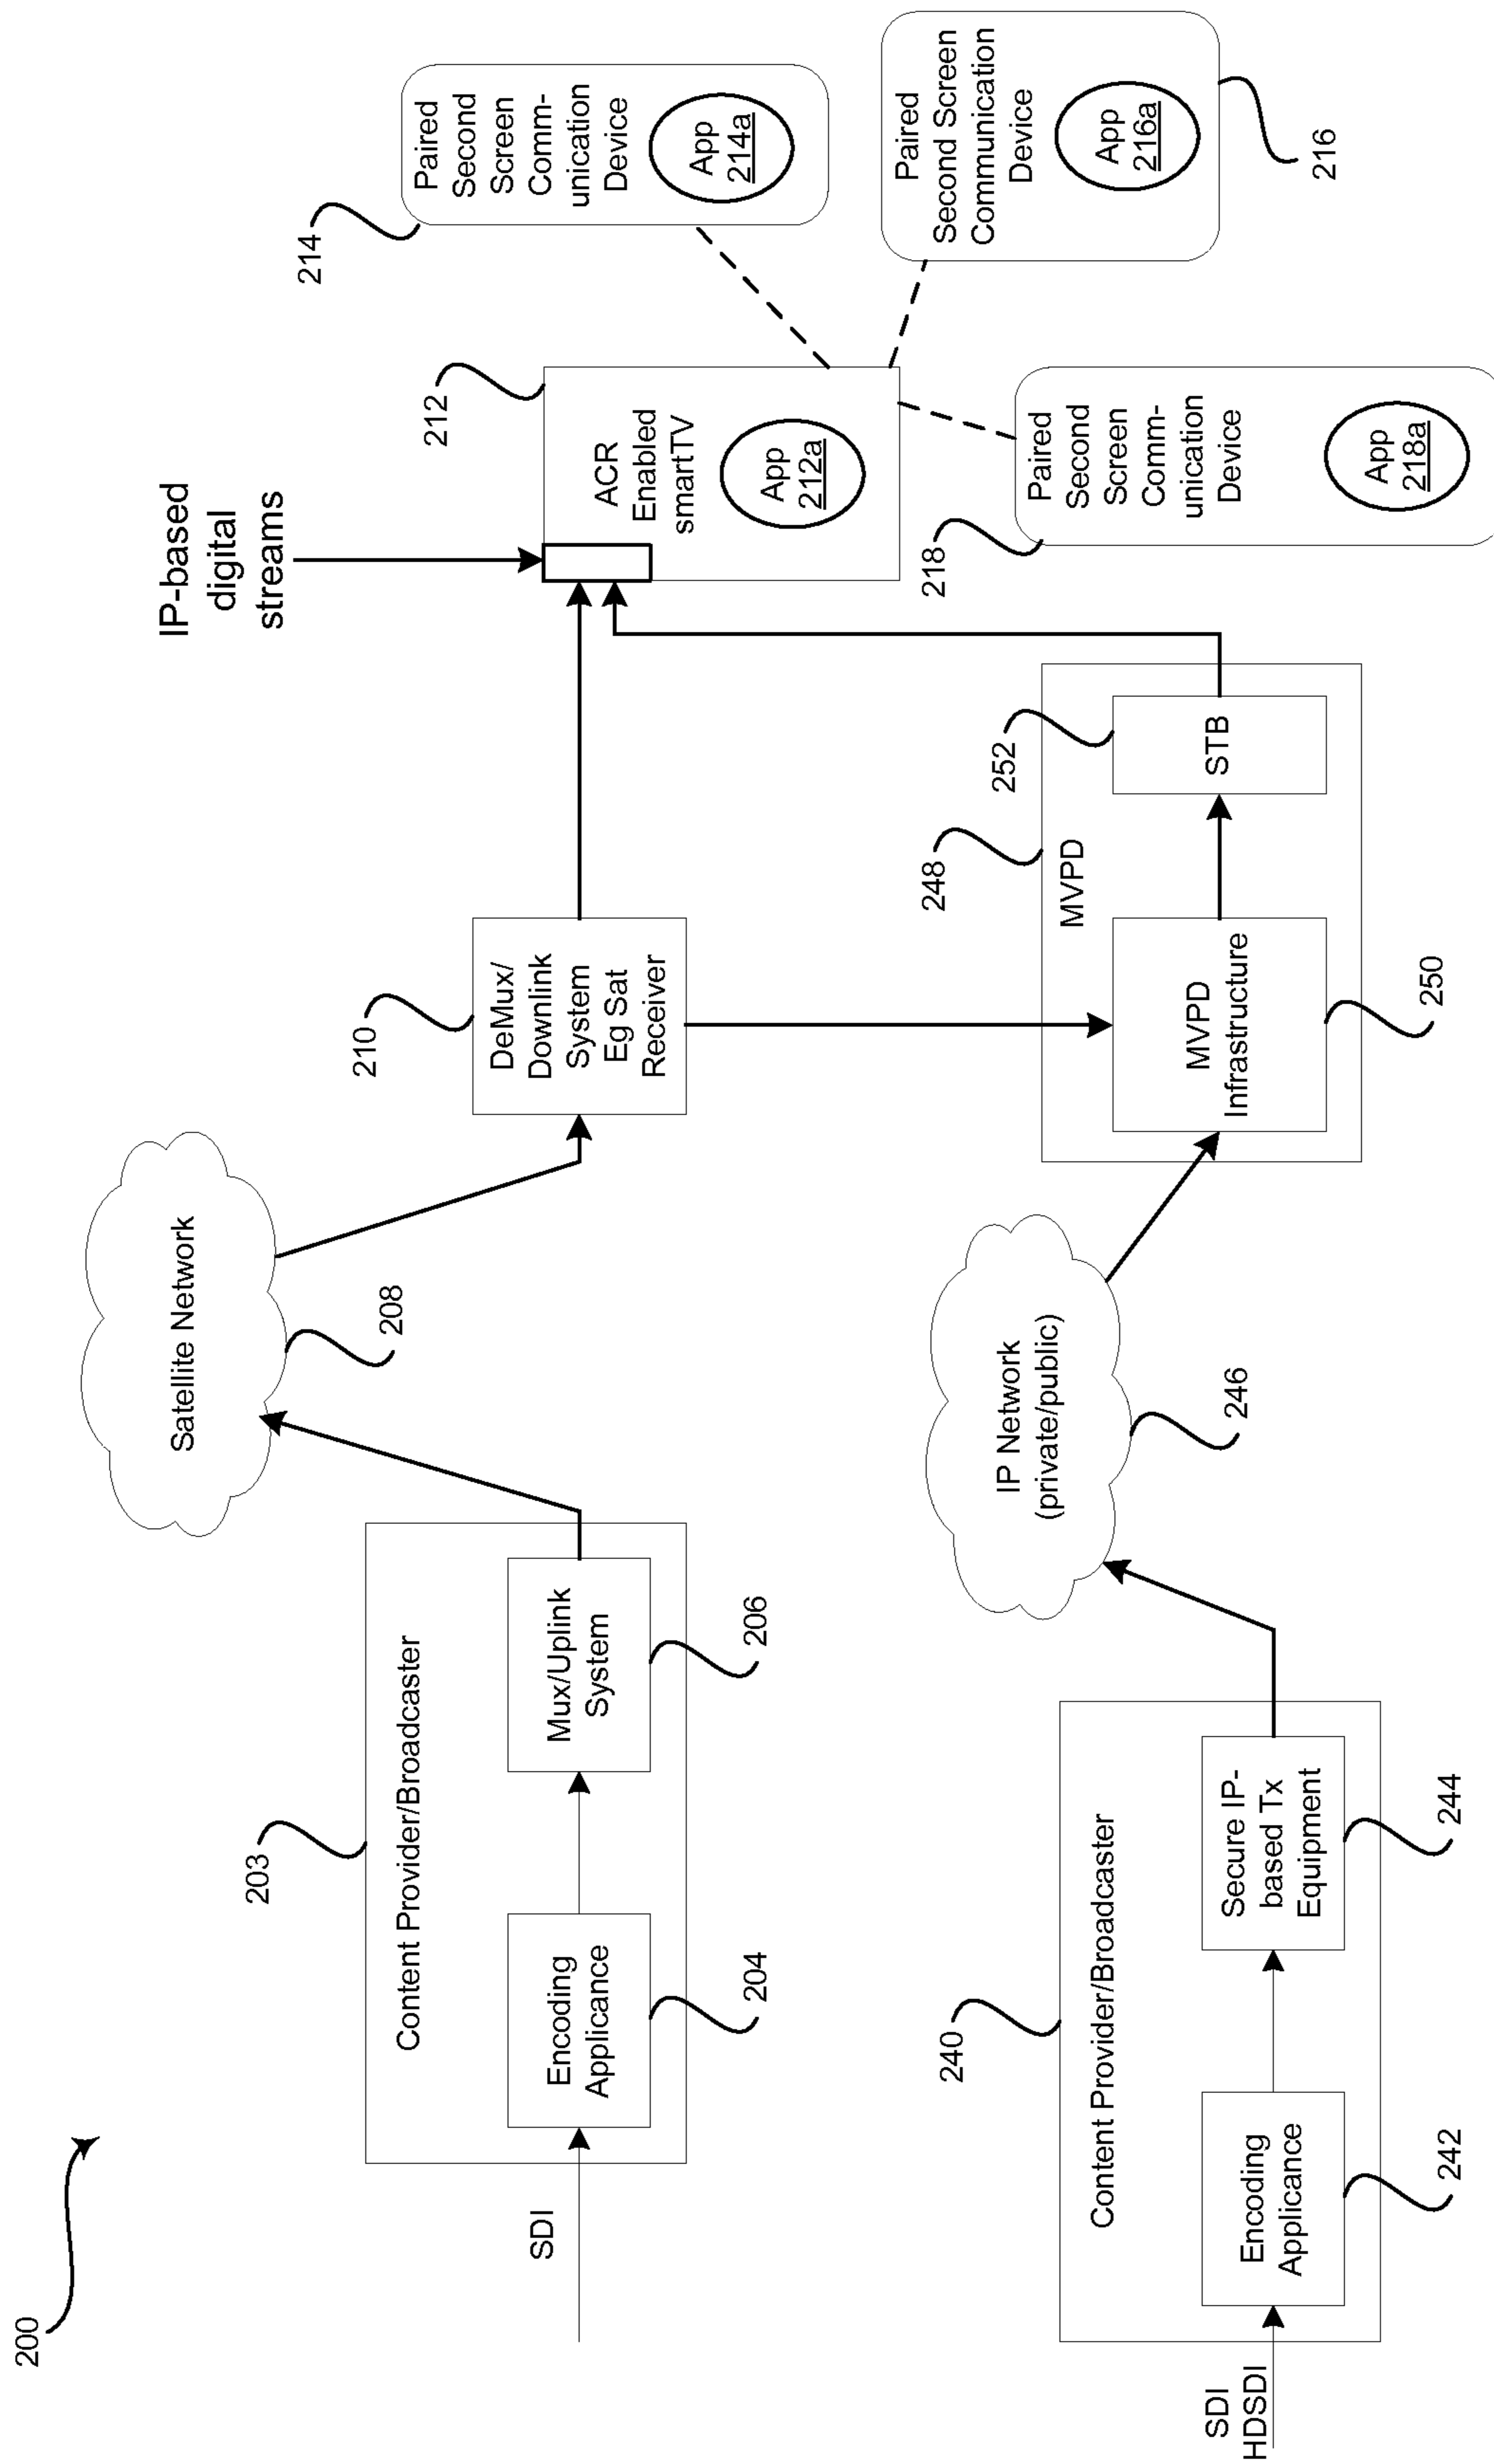 200
SDI
203
Content Provider/Broadcaster
Encoding
Applicance
204
Mux/Uplink
System
206
Satellite Network
208
210
DeMux/
Downlink
System
Eg Sat
Receiver
IP-based
digital
streams
212
ACR
Enabled
smartTV
App
212a
214
Paired
Second
Screen
Comm-
unication
Device
App
214a
Paired
Second Screen
Communication
Device
App
216a
216
218
Paired
Second
Screen
Comm-
unication
Device
App
218a
SDI
HDSDI
240
Content Provider/Broadcaster
Encoding
Applicance
242
Secure IP-
based Tx
Equipment
244
IP Network
(private/public)
246
248
MVPD
MVPD
Infrastructure
250
252
STB